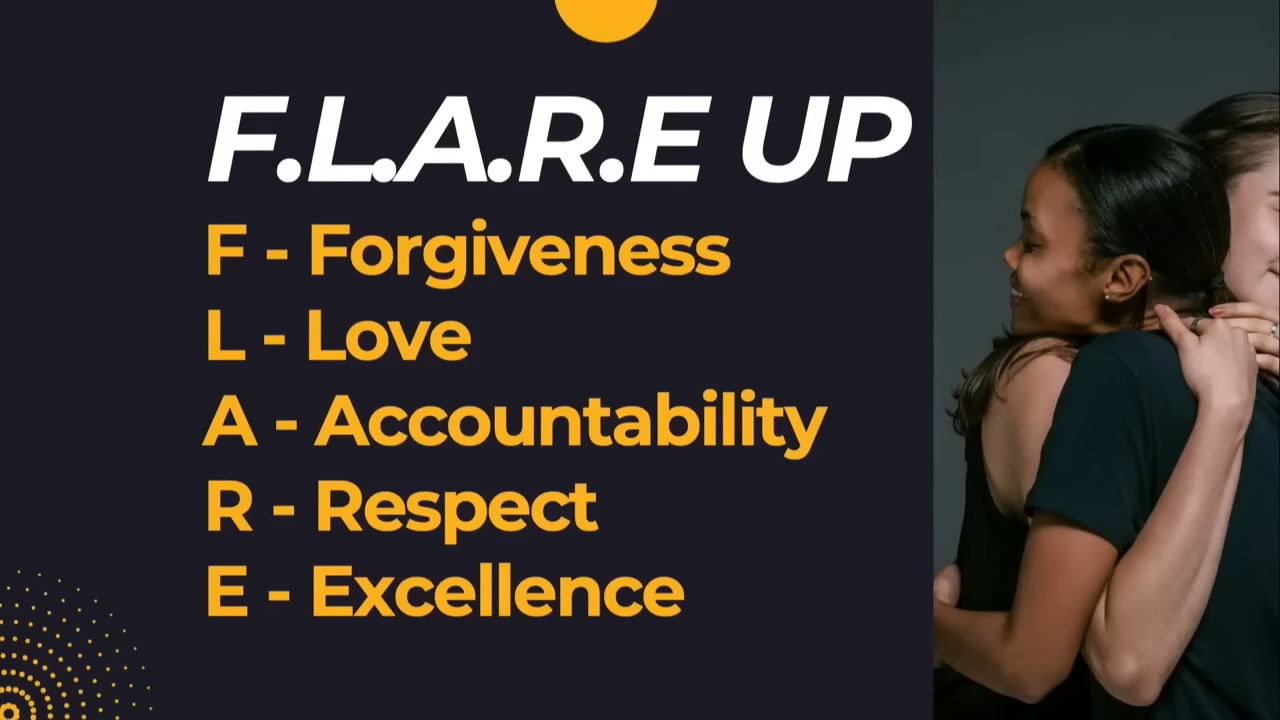 F.L.A.R.E UP
F - Forgiveness
L - Love
A - Accountability
R - Respect
E - Excellence